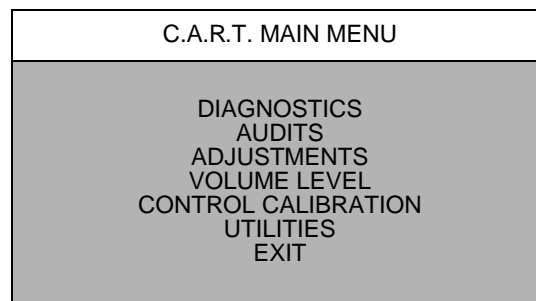 C.A.R.T. MAIN MENU
DIAGNOSTICS
AUDITS
ADJUSTMENTS
VOLUME LEVEL
CONTROL CALIBRATION
UTILITIES
EXIT